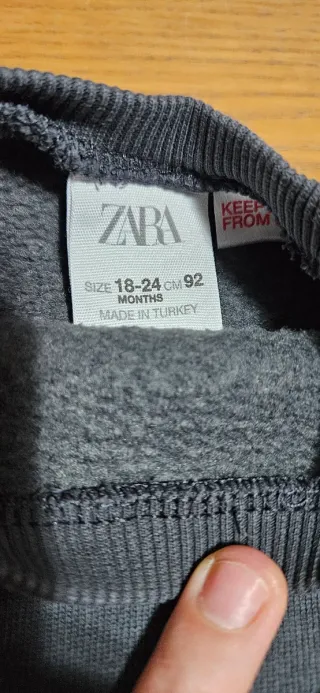 ZARA
SIZE 18-24 CM 92
MONTHS
MADE IN TURKEY
KEEP
FROM